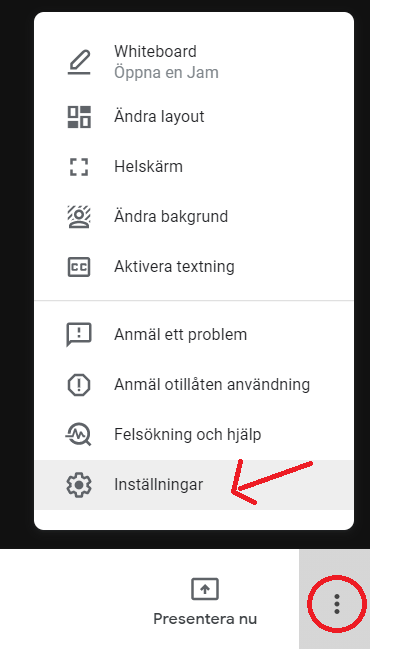 Whiteboard
Öppna en Jam
Ändra layout
Helskärm
Ändra bakgrund
CC Aktivera textning
Anmäl ett problem
Anmäl otillåten användning
Felsökning och hjälp
Inställningar
Presentera nu